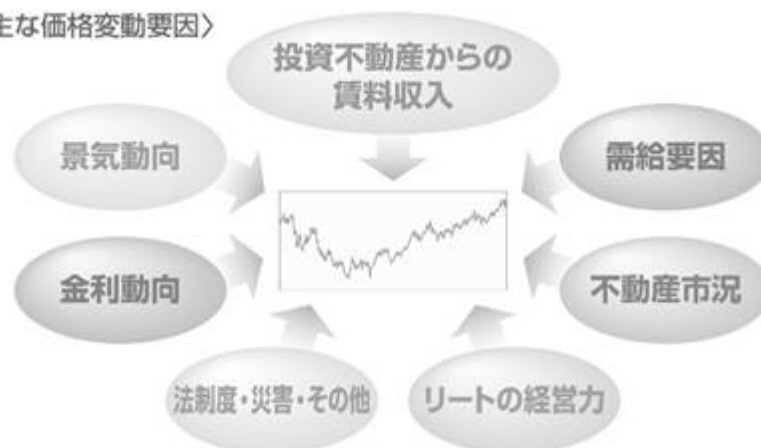 主な価格変動要因〉
投資不動産からの
賃料収入
景気動向
需給要因
金利動向
不動産市況
法制度・災害・その他
リートの経営力